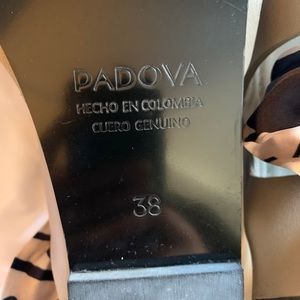 PADOVA
HECHO EN COLOMBIA
CUERO GENUINO
38